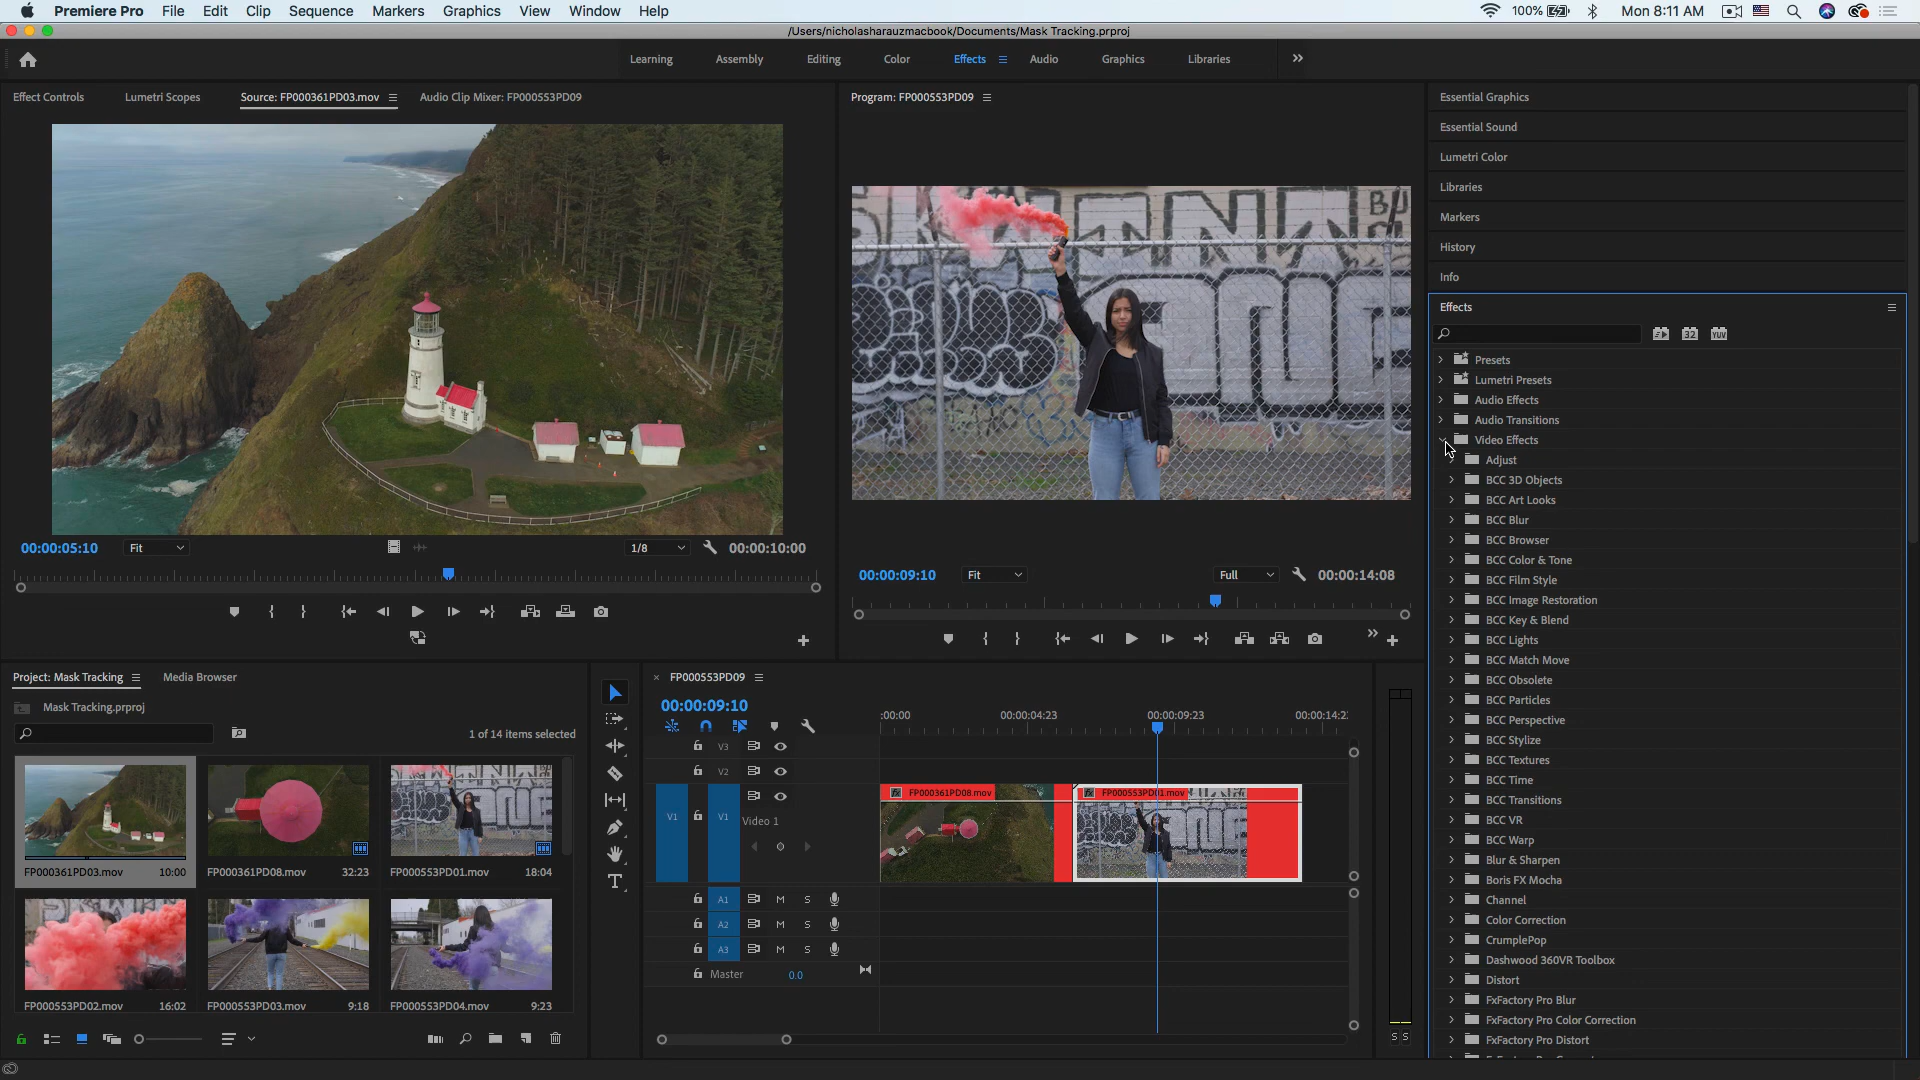 Premiere Pro File Edit Clip Sequence Markers Graphics View Window Help 100% Mon 8:11 AM
/Users/nicholasharauzmacbook/Documents/Mask Tracking.prproj
Learning Assembly Editing Color Effects Audio Graphics Libraries
Effect Controls Lumetri Scopes Source: FP000361PD03.mov Audio Clip Mixer: FP000553PD09
Program: FP000553PD09
00:00:05:10 Fit 1/8 00:00:10:00
00:00:09:10 Fit Full 00:00:14:08
Essential Graphics
Essential Sound
Lumetri Color
Libraries
Markers
History
Info
Effects
32 YUV
Presets
Lumetri Presets
Audio Effects
Audio Transitions
Video Effects
Adjust
BCC 3D Objects
BCC Art Looks
BCC Blur
BCC Browser
BCC Color & Tone
BCC Film Style
BCC Image Restoration
BCC Key & Blend
BCC Lights
BCC Match Move
BCC Obsolete
BCC Particles
BCC Perspective
BCC Stylize
BCC Textures
BCC Time
BCC Transitions
BCC VR
BCC Warp
Blur & Sharpen
Boris FX Mocha
Channel
Color Correction
CrumplePop
Dashwood 360VR Toolbox
Distort
FxFactory Pro Blur
FxFactory Pro Color Correction
FxFactory Pro Distort
Project: Mask Tracking Media Browser
Mask Tracking.prproj
1 of 14 items selected
FP000361PD03.mov 10:00
FP000361PD08.mov 32:23
FP000553PD01.mov 18:04
FP000553PD02.mov 16:02
FP000553PD03.mov 9:18
FP000553PD04.mov 9:23
FP000553PD09
00:00:09:10
:00:00 00:00:04:23 00:00:09:23 00:00:14:2
V3
V2
V1 V1
Video 1
FP000361PD08.mov FP000553PD01.mov
A1 M S
A2 M S
A3 M S
Master 0.0
S S